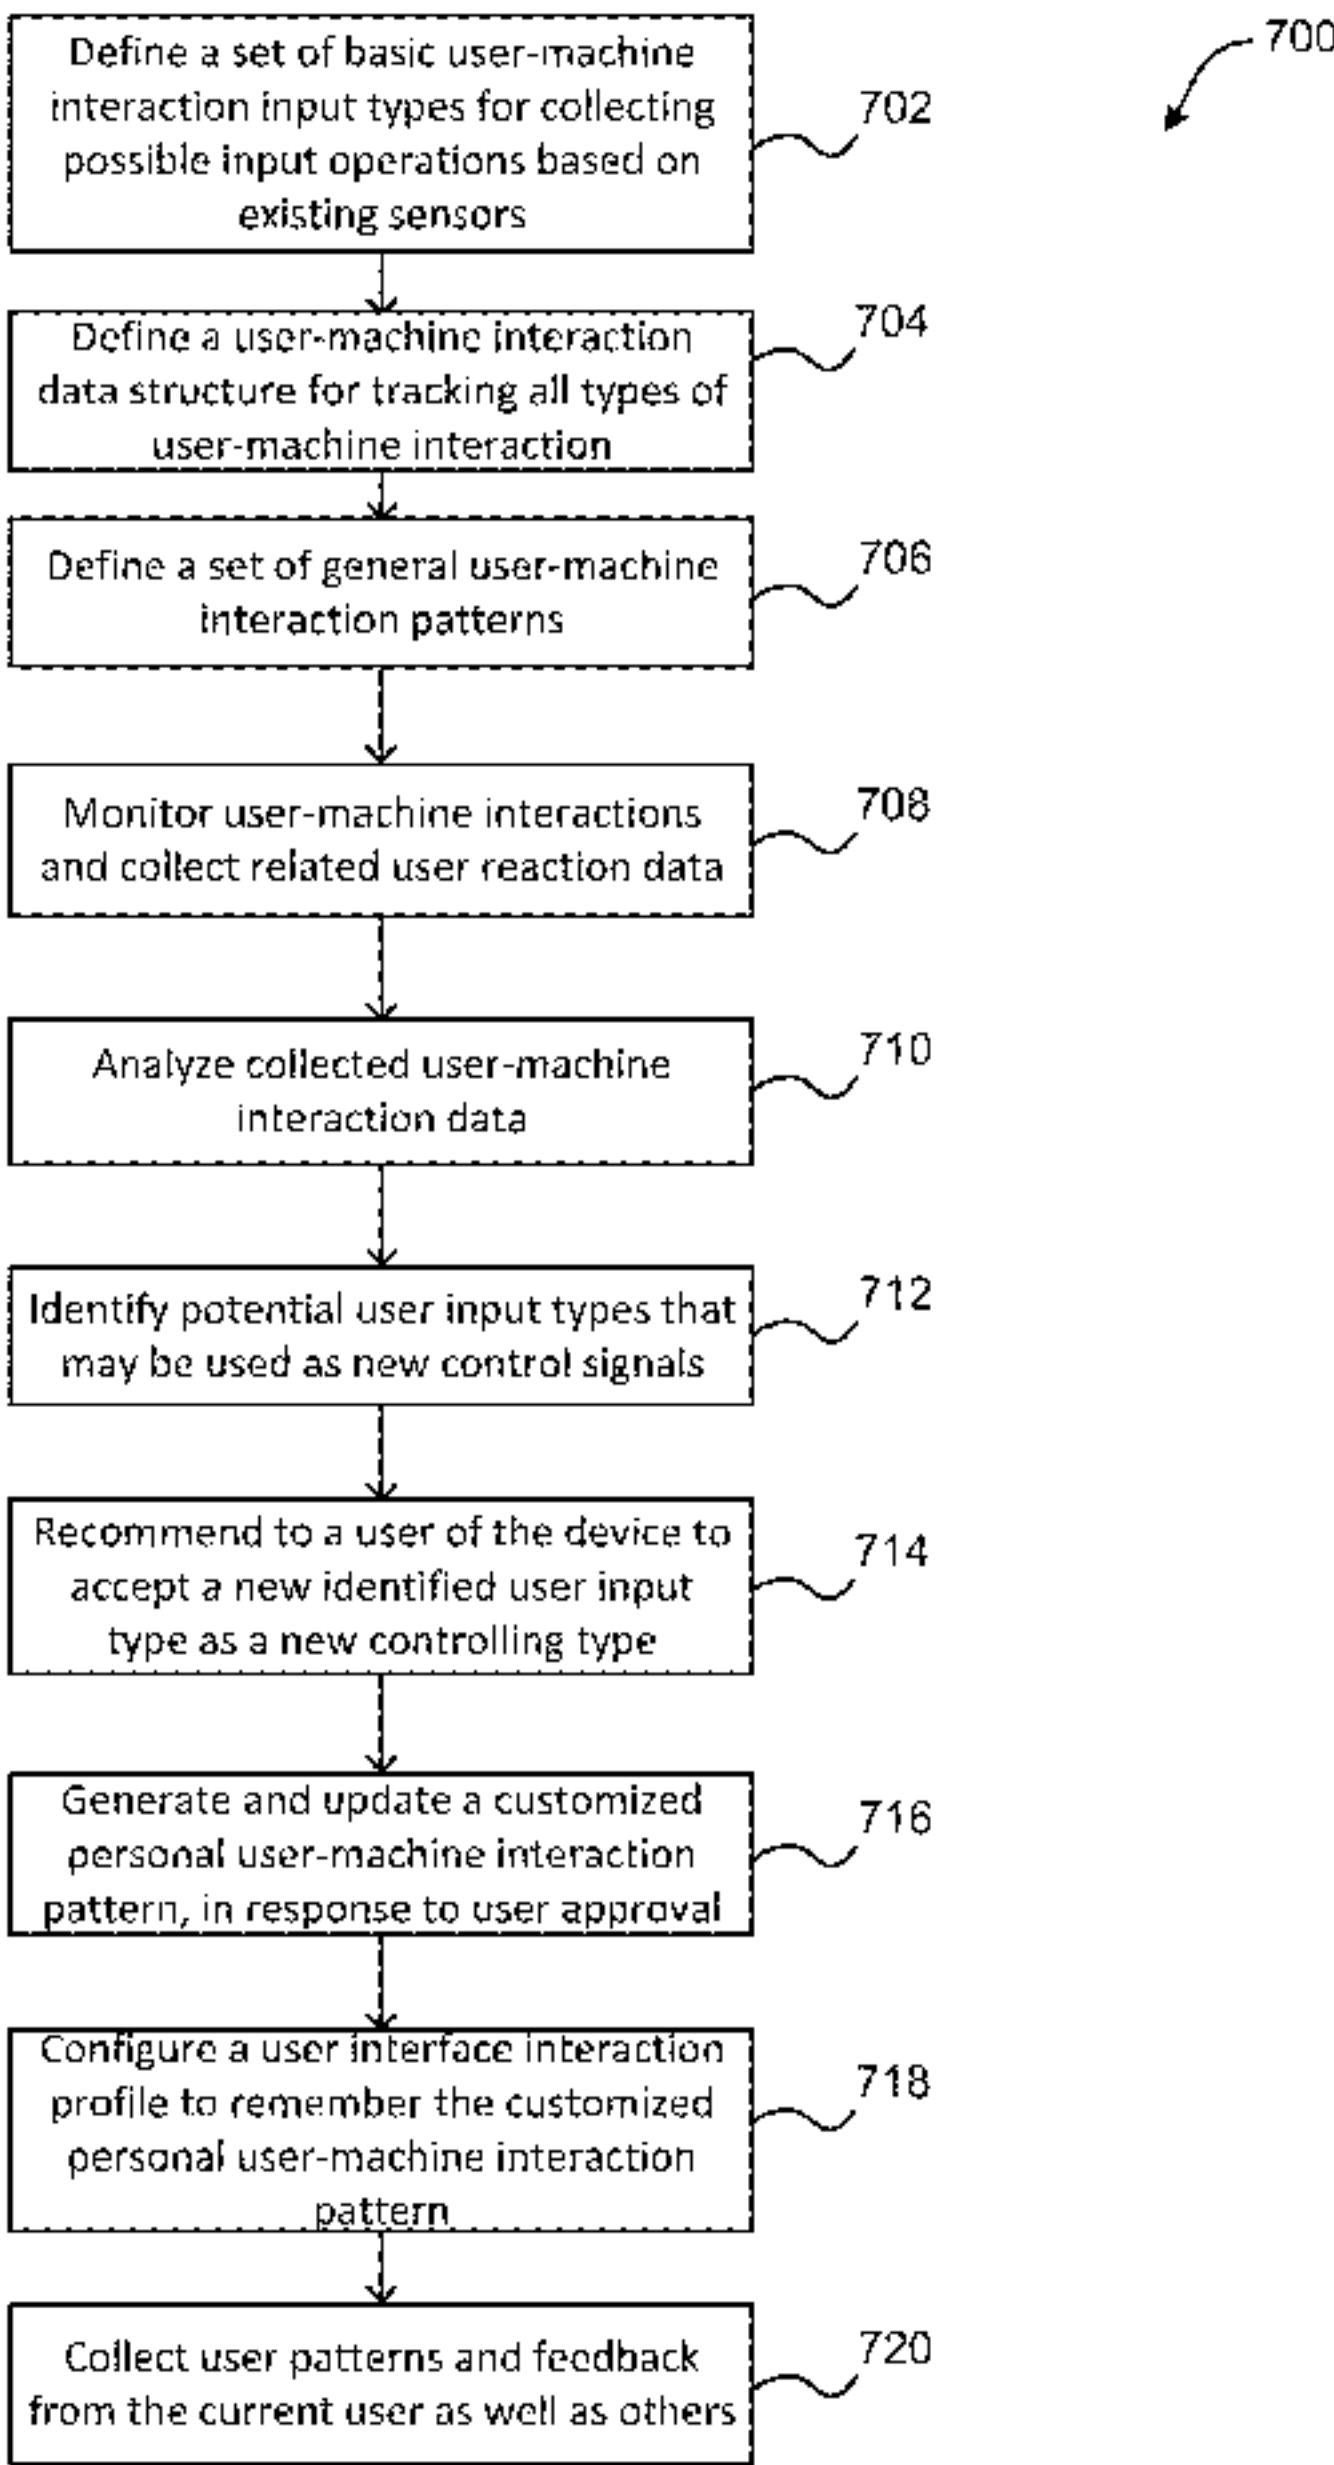 700
Define a set of basic user-machine
interaction input types for collecting
possible input operations based on
existing sensors
702
Define a user-machine interaction
data structure for tracking all types of
user-machine interaction
704
Define a set of general user-machine
interaction patterns
706
Monitor user-machine interactions
and collect related user reaction data
708
Analyze collected user-machine
interaction data
710
Identify potential user input types that
may be used as new control signals
712
Recommend to a user of the device to
accept a new identified user input
type as a new controlling type
714
Generate and update a customized
personal user-machine interaction
pattern, in response to user approval
716
Configure a user interface interaction
profile to remember the customized
personal user-machine interaction
pattern
718
Collect user patterns and feedback
from the current user as well as others
720